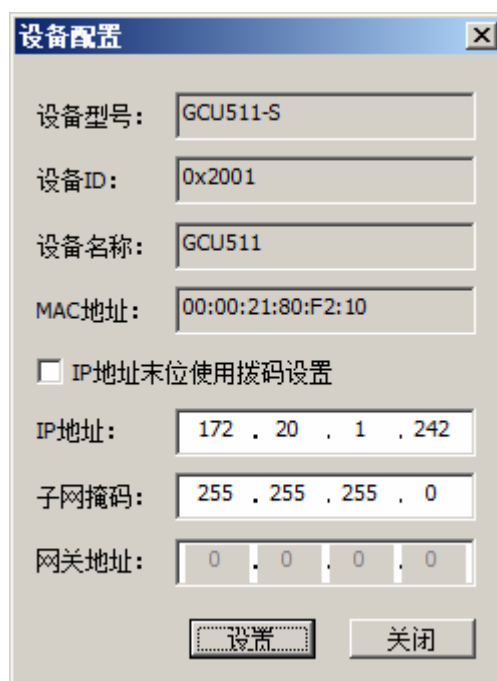 设备配置
设备型号： GCU511-S
设备ID： 0x2001
设备名称： GCU511
MAC地址： 00:00:21:80:F2:10
IP地址末位使用拨码设置
IP地址： 172 . 20 . 1 . 242
子网掩码： 255 . 255 . 255 . 0
网关地址： 0 . 0 . 0 . 0
设置 关闭